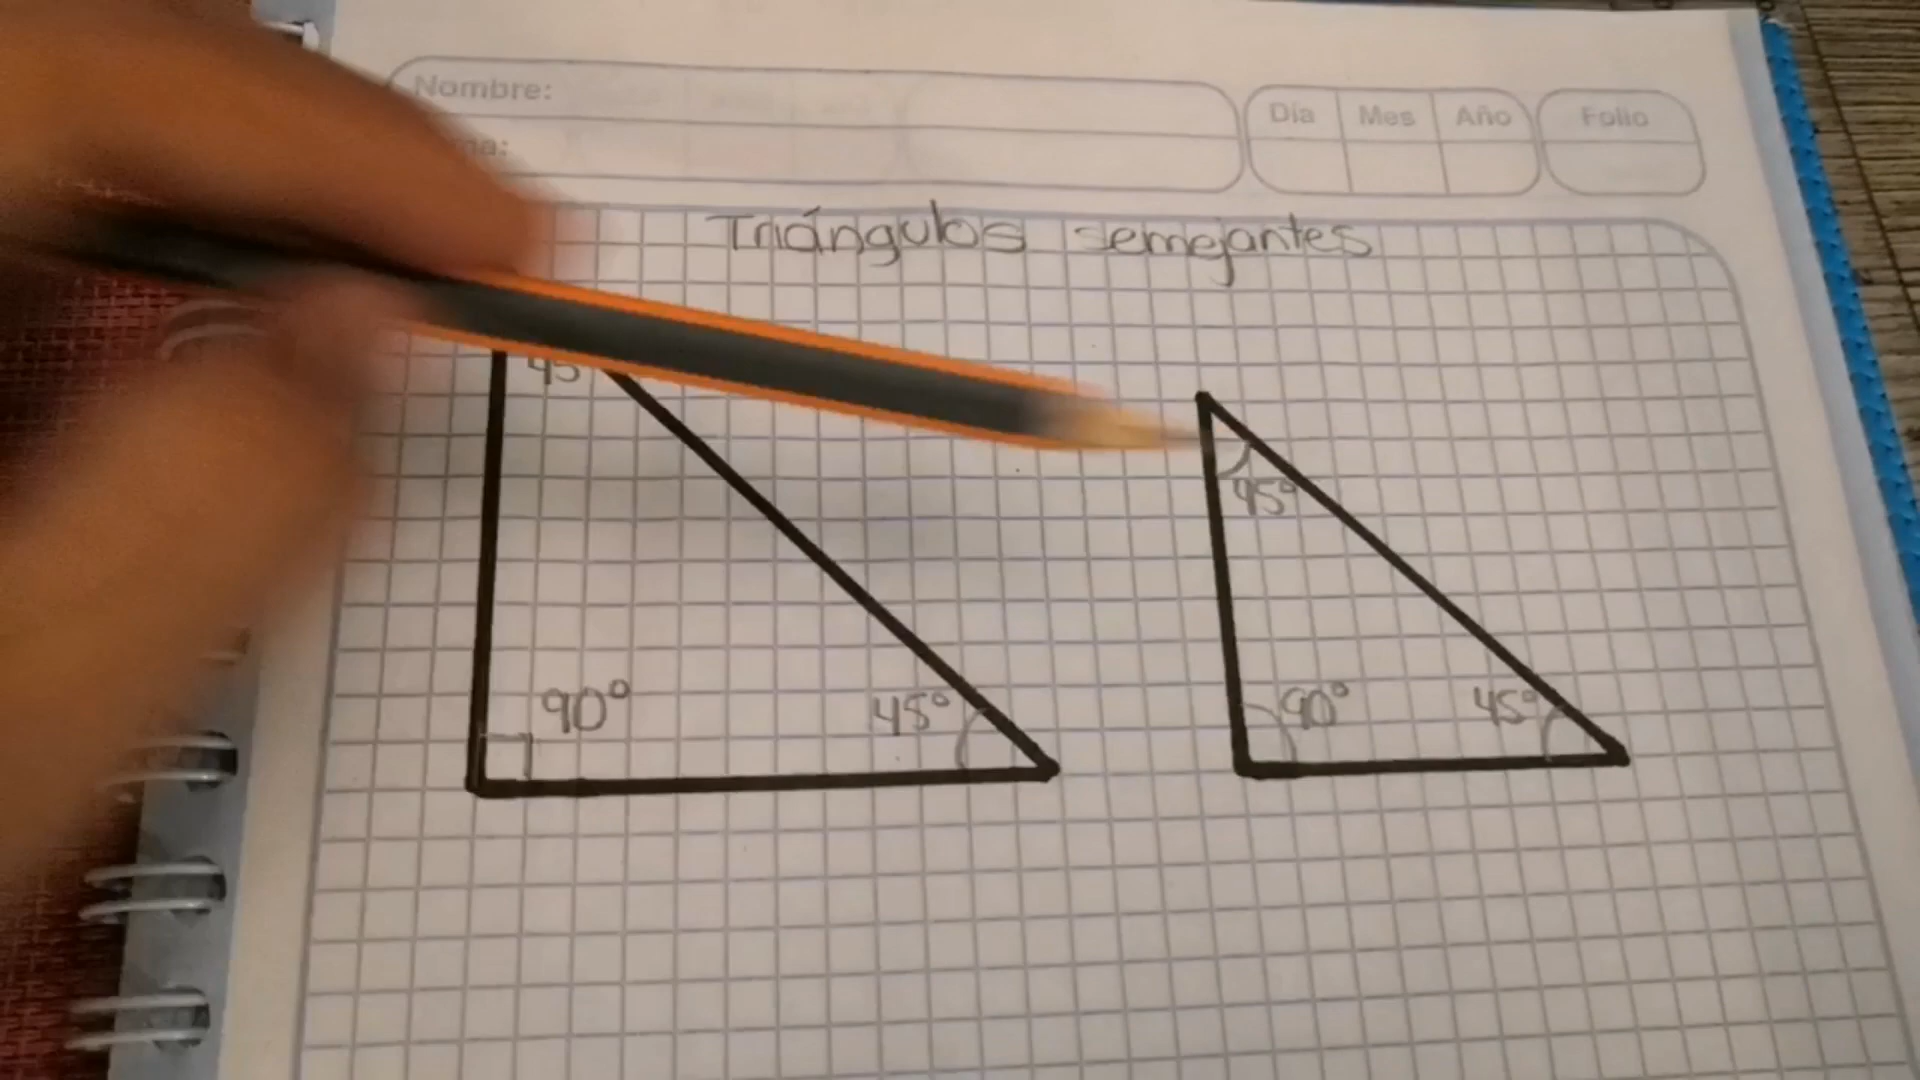 Nombre:
Día Mes Año Folio
Triángulos semejantes
45
45°
90° 45° 90° 45°